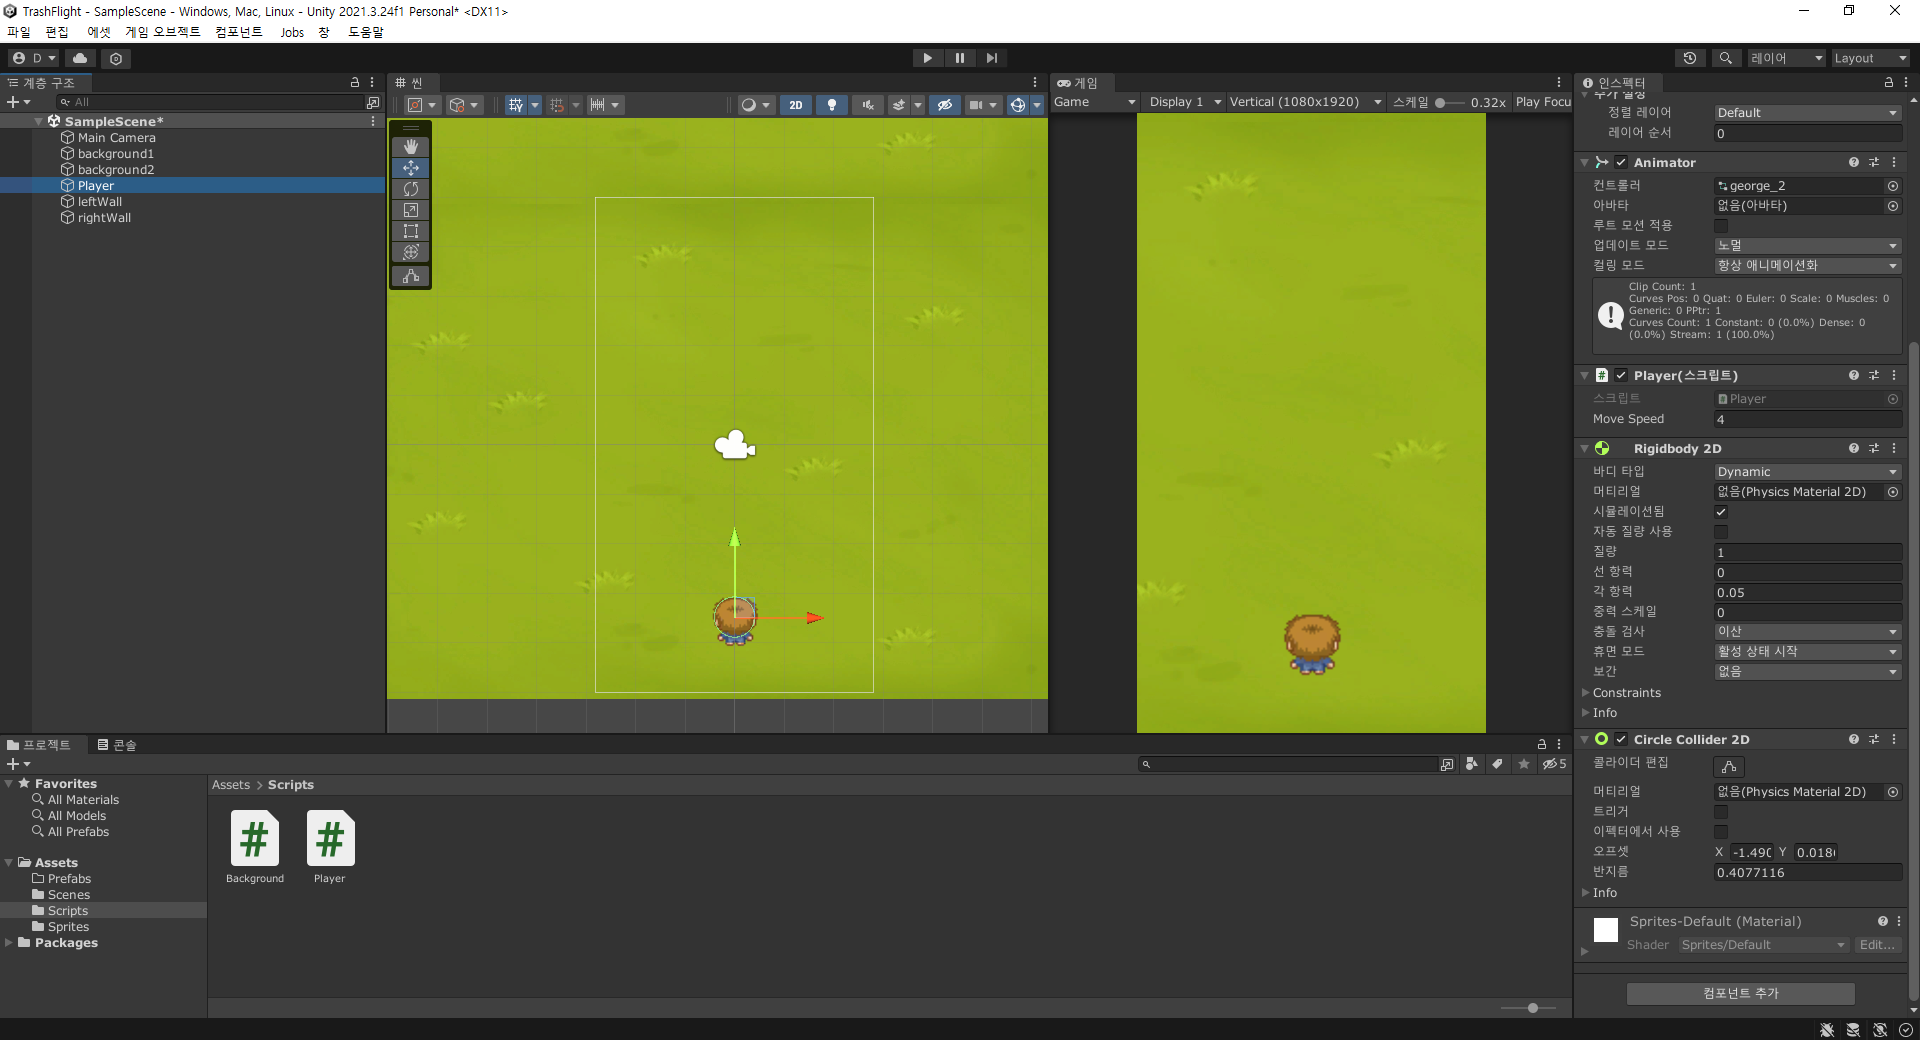 TrashFlight - SampleScene - Windows, Mac, Linux - Unity 2021.3.24f1 Personal* <DX11>
파일 편집 에셋 게임 오브젝트 컴포넌트 Jobs 창 도움말
D 레이어 Layout
계층 구조
All
SampleScene*
Main Camera
background1
background2
Player
leftWall
rightWall
씬
2D
게임
Game Display 1 Vertical (1080x1920) 스케일 0.32x Play Focu
인스펙터
추가 설정
정렬 레이어 Default
레이어 순서 0
Animator
컨트롤러 george_2
아바타 없음(아바타)
루트 모션 적용
업데이트 모드 노멀
컬링 모드 항상 애니메이션화
Clip Count: 1
Curves Pos: 0 Quat: 0 Euler: 0 Scale: 0 Muscles: 0
Generic: 0 PPtr: 1
Curves Count: 1 Constant: 0 (0.0%) Dense: 0
(0.0%) Stream: 1 (100.0%)
Player(스크립트)
스크립트 Player
Move Speed 4
Rigidbody 2D
바디 타입 Dynamic
머티리얼 없음(Physics Material 2D)
시뮬레이션됨
자동 질량 사용
질량 1
선 항력 0
각 항력 0.05
중력 스케일 0
충돌 검사 이산
휴면 모드 활성 상태 시작
보간 없음
Constraints
Info
Circle Collider 2D
콜라이더 편집
머티리얼 없음(Physics Material 2D)
트리거
이펙터에서 사용
오프셋 X -1.490 Y 0.018
반지름 0.4077116
Info
Sprites-Default (Material)
Shader Sprites/Default Edit...
컴포넌트 추가
프로젝트 콘솔
5
Favorites
All Materials
All Models
All Prefabs
Assets
Prefabs
Scenes
Scripts
Sprites
Packages
Assets > Scripts
Background
Player